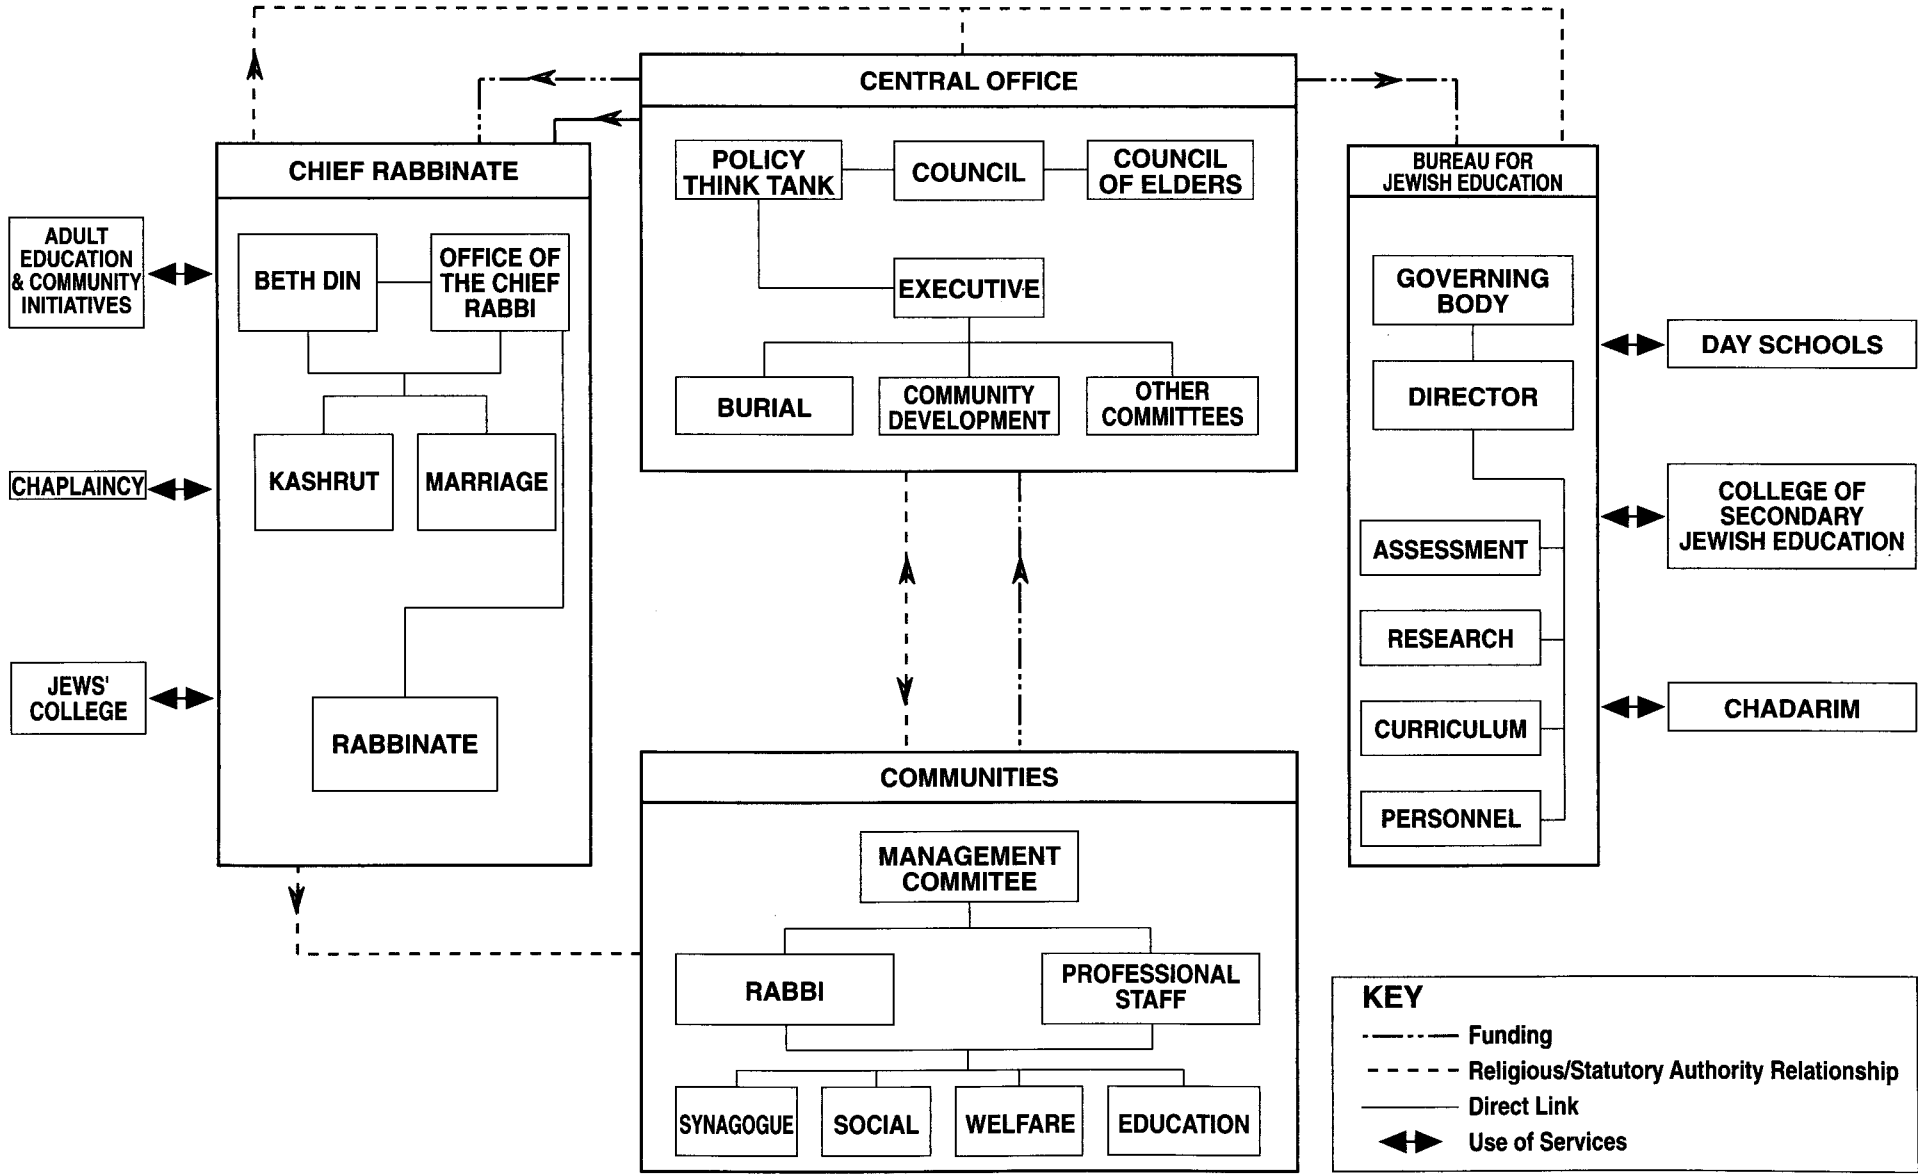 CENTRAL OFFICE
POLICY
THINK TANK
COUNCIL
COUNCIL
OF ELDERS
EXECUTIVE
BURIAL
COMMUNITY
DEVELOPMENT
OTHER
COMMITTEES
CHIEF RABBINATE
BETH DIN
OFFICE OF
THE CHIEF
RABBI
KASHRUT
MARRIAGE
RABBINATE
ADULT
EDUCATION
& COMMUNITY
INITIATIVES
CHAPLAINCY
JEWS'
COLLEGE
BUREAU FOR
JEWISH EDUCATION
GOVERNING
BODY
DIRECTOR
ASSESSMENT
RESEARCH
CURRICULUM
PERSONNEL
DAY SCHOOLS
COLLEGE OF
SECONDARY
JEWISH EDUCATION
CHADARIM
COMMUNITIES
MANAGEMENT
COMMITEE
RABBI
PROFESSIONAL
STAFF
SYNAGOGUE
SOCIAL
WELFARE
EDUCATION
KEY
Funding
Religious/Statutory Authority Relationship
Direct Link
Use of Services